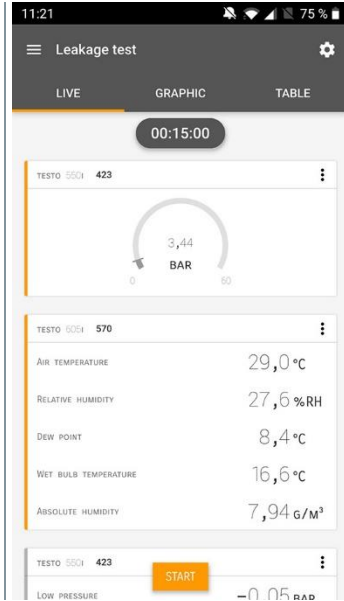 11:21 75 %
Leakage test
LIVE GRAPHIC TABLE
00:15:00
TESTO 550i 423
3,44
BAR
0 60
TESTO 605i 570
AIR TEMPERATURE 29,0 °C
RELATIVE HUMIDITY 27,6 %RH
DEW POINT 8,4 °C
WET BULB TEMPERATURE 16,6 °C
ABSOLUTE HUMIDITY 7,94 G/M³
TESTO 550i 423
START
LOW PRESSURE -0,05 BAR